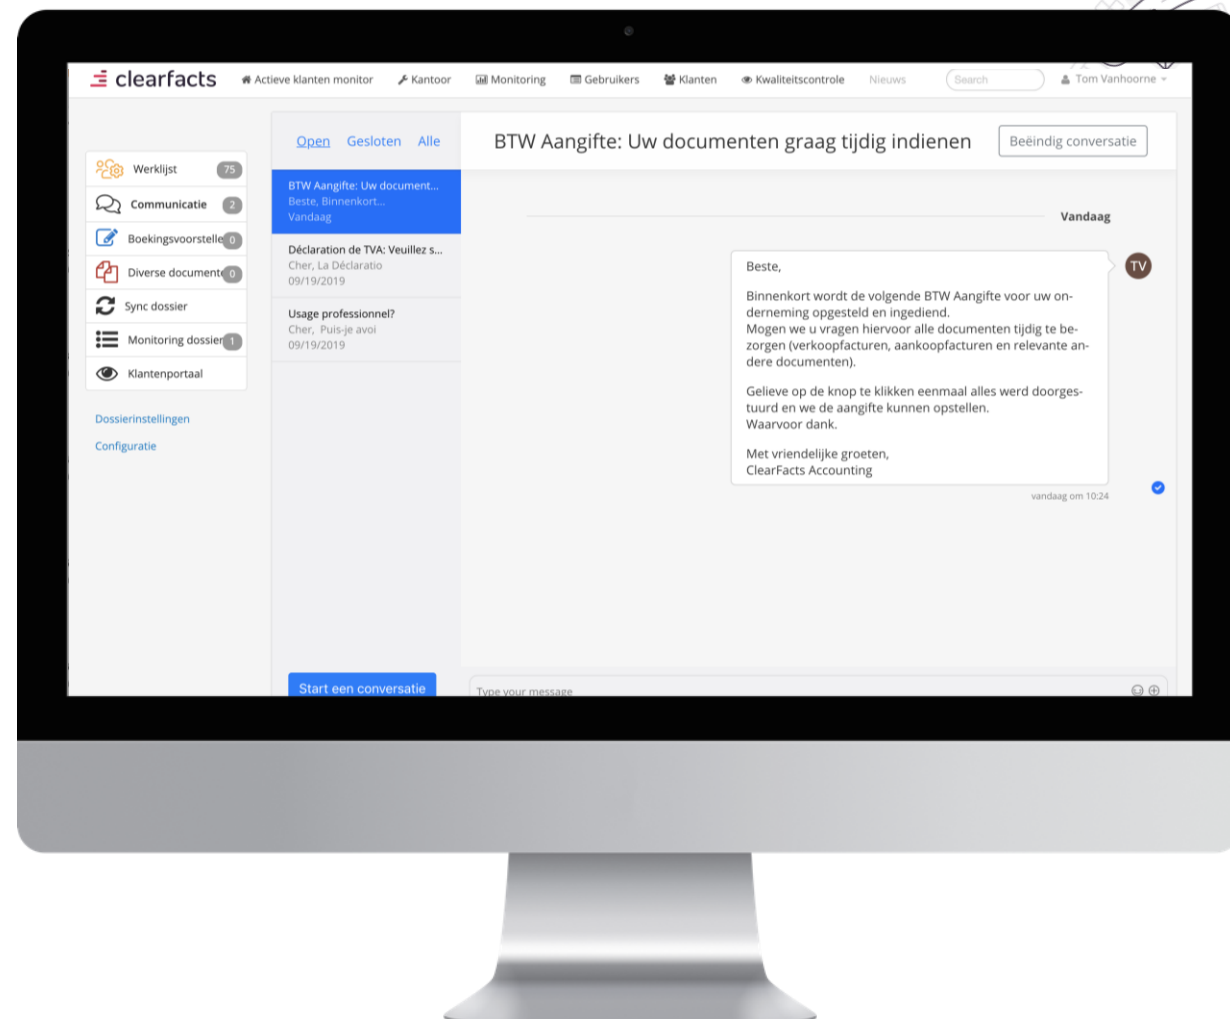 clearfacts
Actieve klanten monitor
Kantoor
Monitoring
Gebruikers
Klanten
Kwaliteitscontrole
Nieuws
Search
Tom Vanhoorne
Werklijst 75
Communicatie 2
Boekingsvoorstelle 0
Diverse document 0
Sync dossier
Monitoring dossier 1
Klantenportaal
Dossierinstellingen
Configuratie
Open Gesloten Alle
BTW Aangifte: Uw document...
Beste, Binnenkort...
Vandaag
Déclaration de TVA: Veuillez s...
Cher, La Déclaratio
09/19/2019
Usage professionnel?
Cher, Puis-je avoi
09/19/2019
Start een conversatie
BTW Aangifte: Uw documenten graag tijdig indienen
Beëindig conversatie
Vandaag
TV
Beste,
Binnenkort wordt de volgende BTW Aangifte voor uw on-
derneming opgesteld en ingediend.
Mogen we u vragen hiervoor alle documenten tijdig te be-
zorgen (verkoopfacturen, aankoopfacturen en relevante an-
dere documenten).
Gelieve op de knop te klikken eenmaal alles werd doorges-
tuurd en we de aangifte kunnen opstellen.
Waarvoor dank.
Met vriendelijke groeten,
ClearFacts Accounting
vandaag om 10:24
Type your message